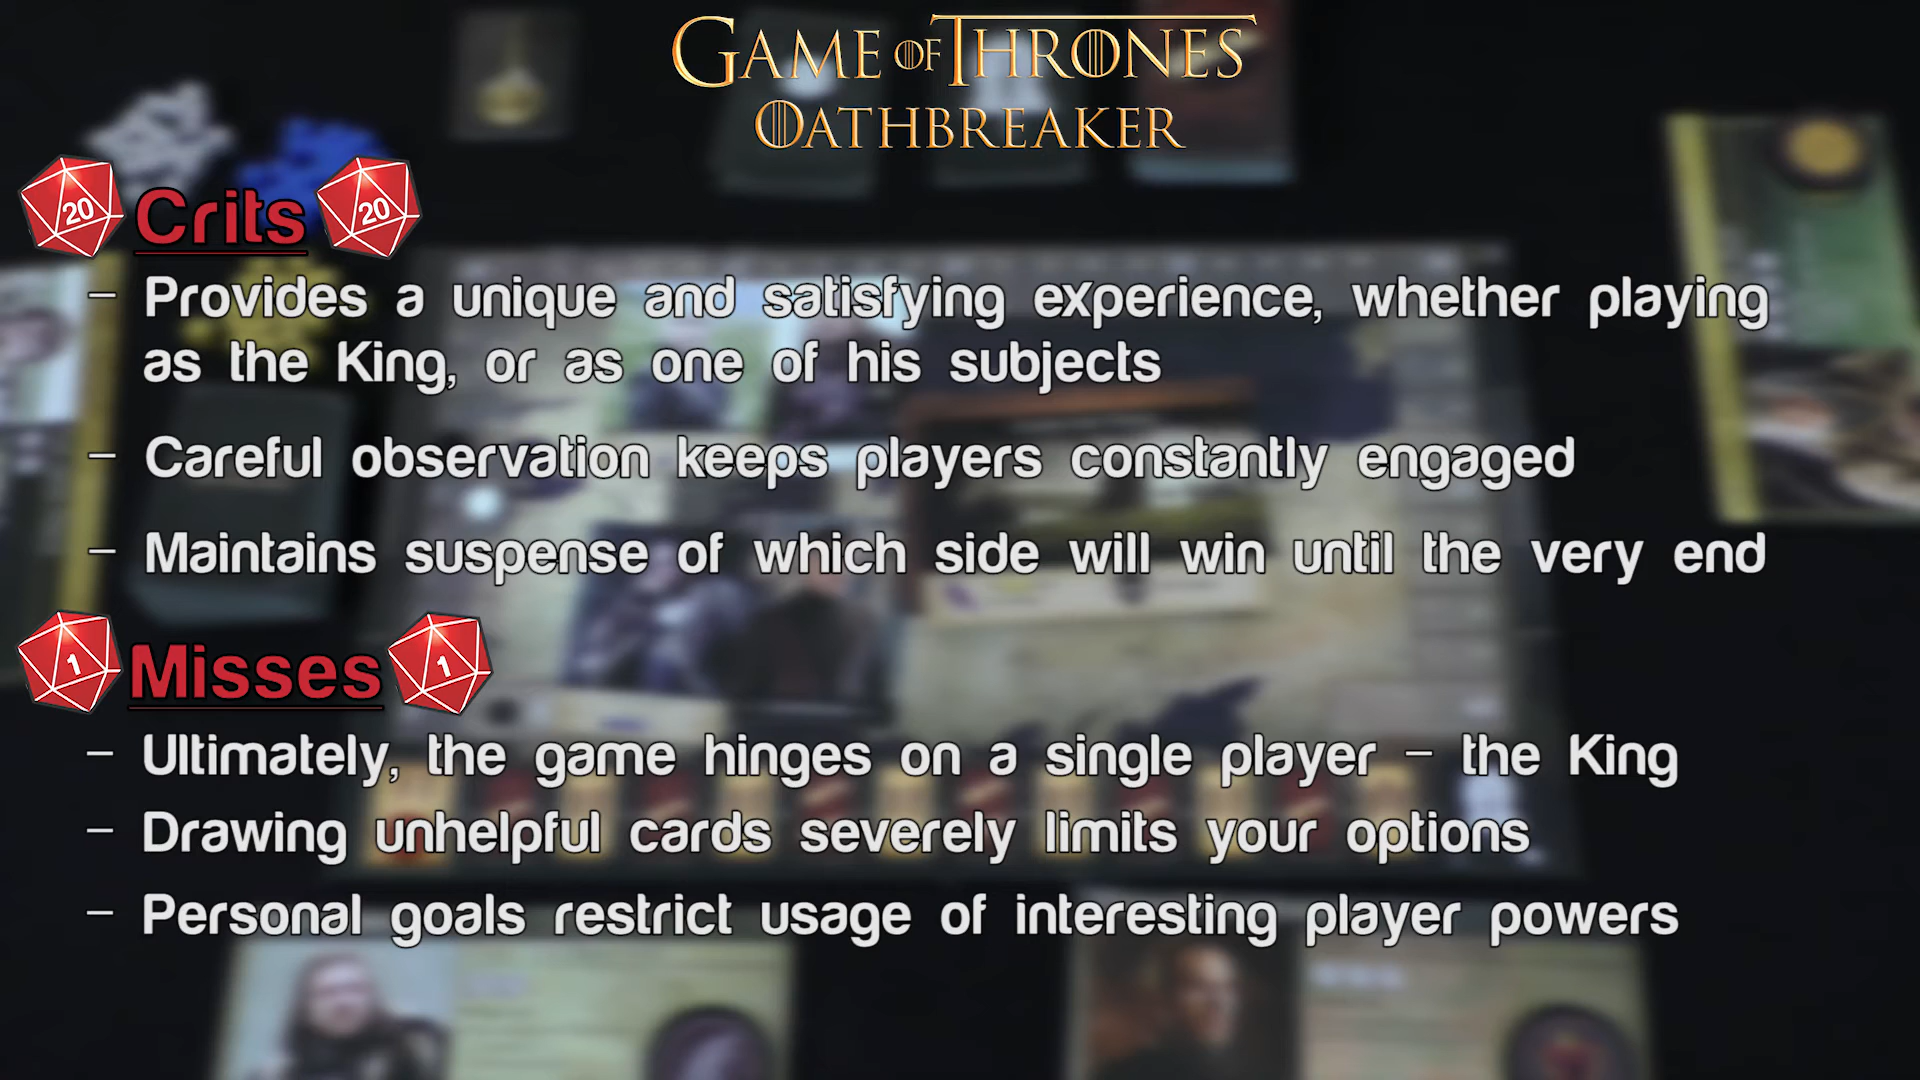 GAME OF THRONES
OATHBREAKER
20 Crits 20
– Provides a unique and satisfying experience, whether playing
as the King, or as one of his subjects
– Careful observation keeps players constantly engaged
– Maintains suspense of which side will win until the very end
1 Misses 1
– Ultimately, the game hinges on a single player – the King
– Drawing unhelpful cards severely limits your options
– Personal goals restrict usage of interesting player powers